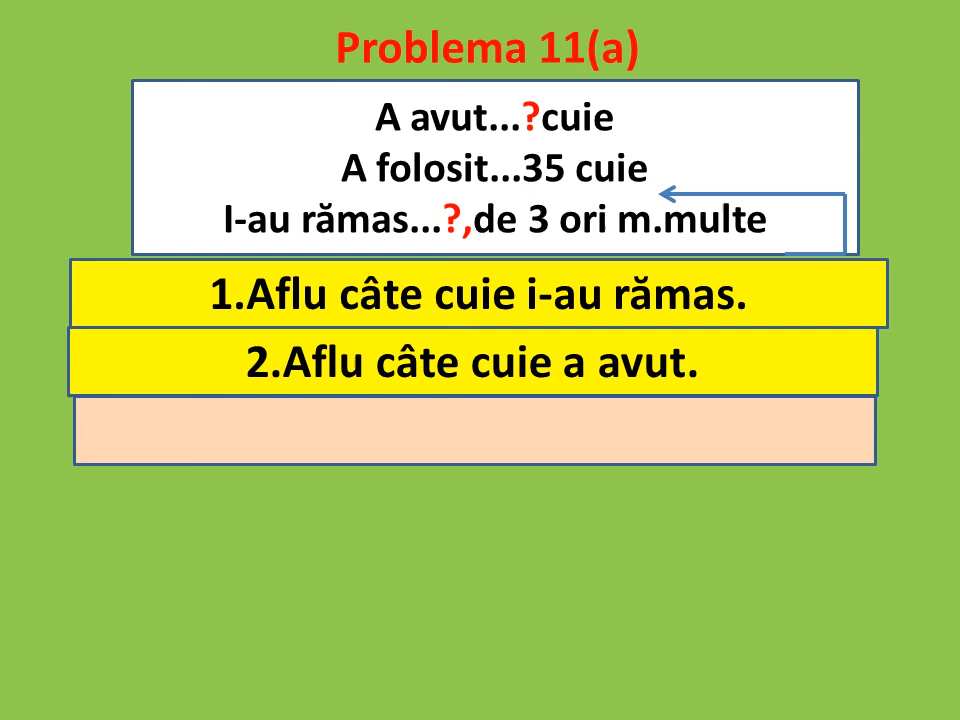 Problema 11(a)
A avut...?cuie
A folosit...35 cuie
I-au rămas...?,de 3 ori m.multe
1.Aflu câte cuie i-au rămas.
2.Aflu câte cuie a avut.